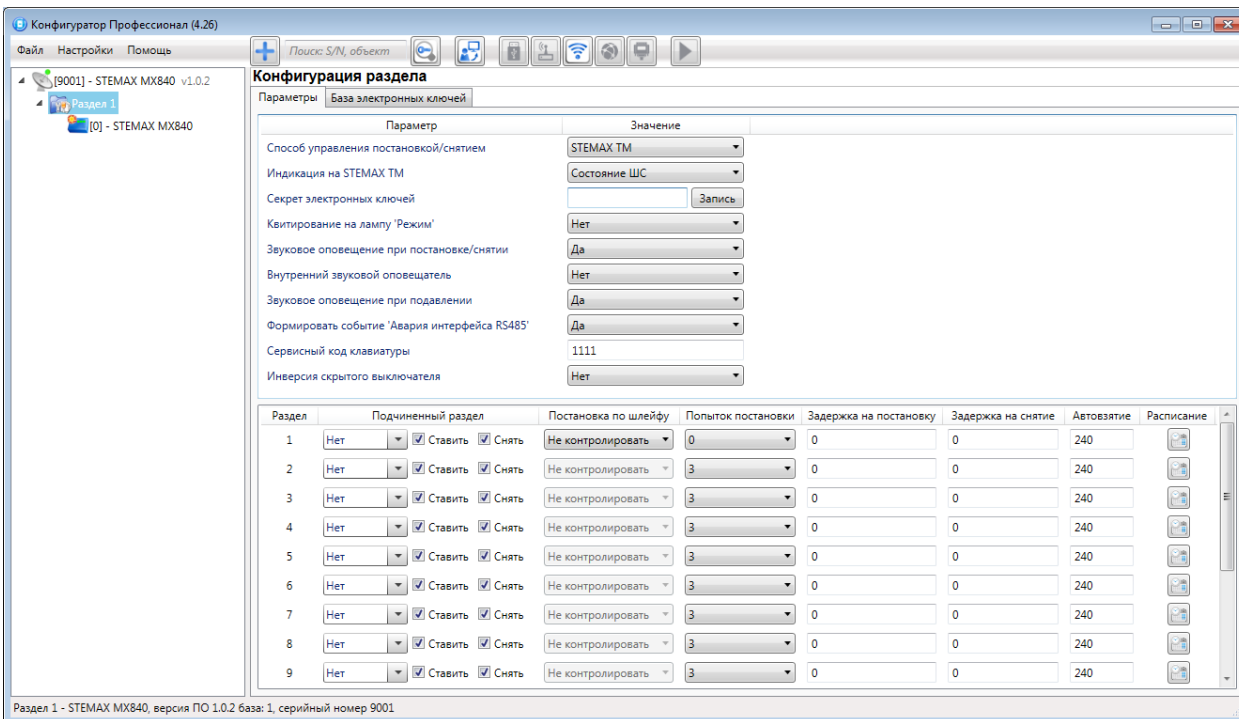 Конфигуратор Профессионал (4.26)
Файл Настройки Помощь Поиск: S/N, объект
[9001] - STEMAX MX840 v1.0.2
Раздел 1
[0] - STEMAX MX840
Конфигурация раздела
Параметры База электронных ключей
Параметр Значение
Способ управления постановкой/снятием STEMAX TM
Индикация на STEMAX TM Состояние ШС
Секрет электронных ключей Запись
Квитирование на лампу 'Режим' Нет
Звуковое оповещение при постановке/снятии Да
Внутренний звуковой оповещатель Нет
Звуковое оповещение при подавлении Да
Формировать событие 'Авария интерфейса RS485' Да
Сервисный код клавиатуры 1111
Инверсия скрытого выключателя Нет
Раздел Подчиненный раздел Постановка по шлейфу Попыток постановки Задержка на постановку Задержка на снятие Автовзятие Расписание
1 Нет Ставить Снять Не контролировать 0 0 0 240
2 Нет Ставить Снять Не контролировать 3 0 0 240
3 Нет Ставить Снять Не контролировать 3 0 0 240
4 Нет Ставить Снять Не контролировать 3 0 0 240
5 Нет Ставить Снять Не контролировать 3 0 0 240
6 Нет Ставить Снять Не контролировать 3 0 0 240
7 Нет Ставить Снять Не контролировать 3 0 0 240
8 Нет Ставить Снять Не контролировать 3 0 0 240
9 Нет Ставить Снять Не контролировать 3 0 0 240
Раздел 1 - STEMAX MX840, версия ПО 1.0.2 база: 1, серийный номер 9001